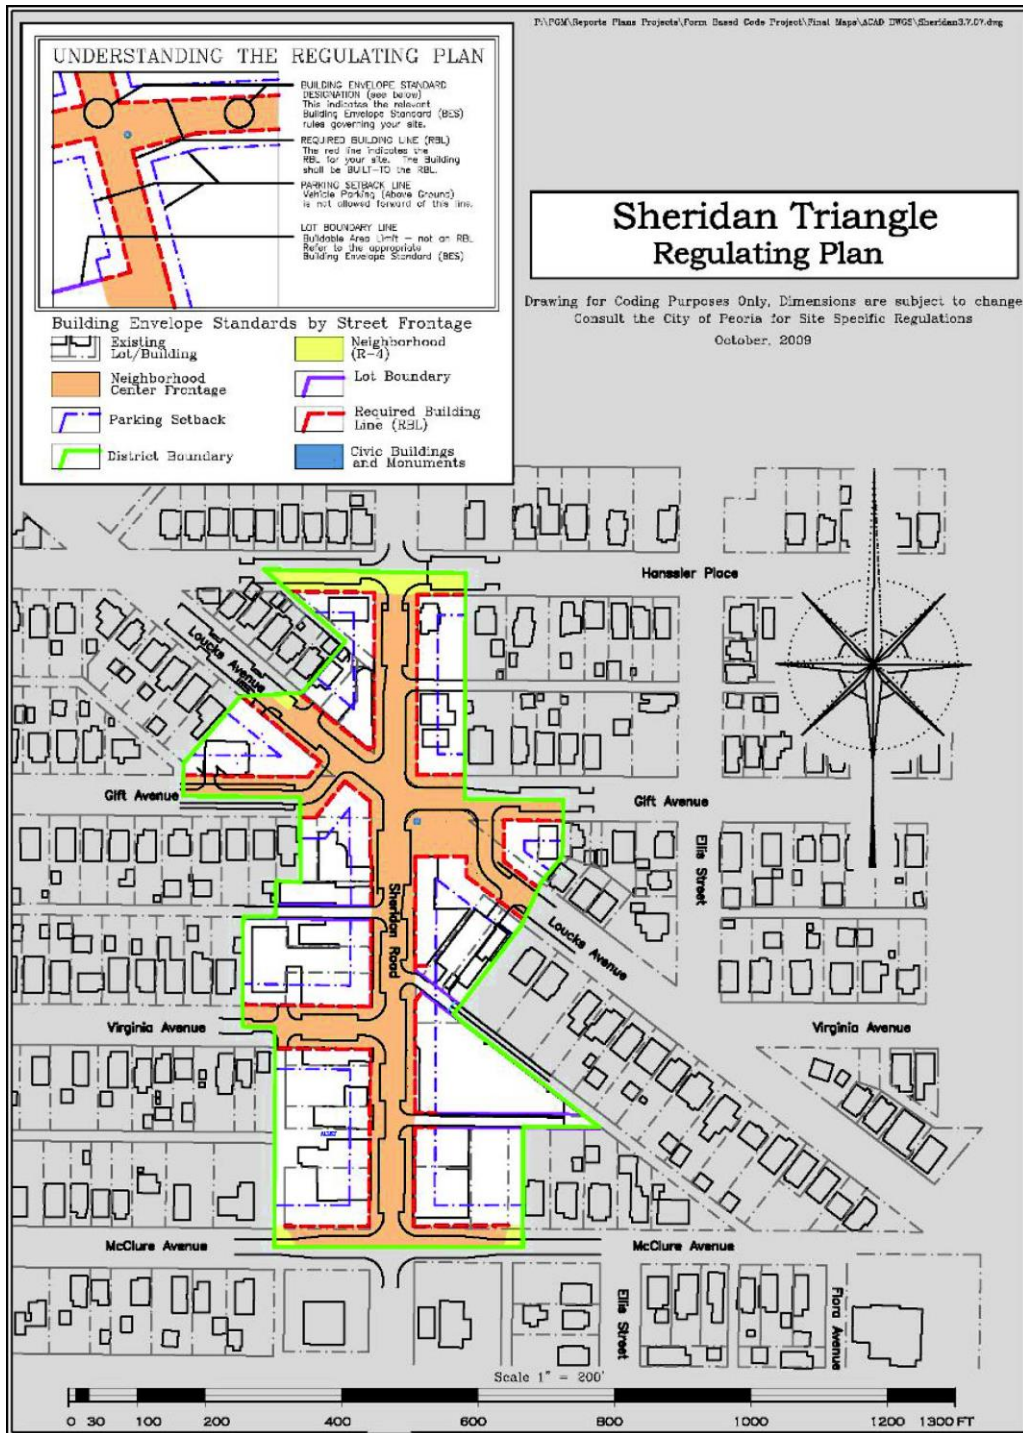 P:\PGM\Reports Plans Projects\Form Based Code Project\Final Maps\ACAD DWGS\Sheridan3.7.07.dwg
UNDERSTANDING THE REGULATING PLAN
BUILDING ENVELOPE STANDARD
DESIGNATION (see below)
This indicates the relevant
Building Envelope Standard (BES)
rules governing your site.
REQUIRED BUILDING LINE (RBL)
The red line indicates the
RBL for your site. The Building
shall be BUILT-TO the RBL.
PARKING SETBACK LINE
Vehicle Parking (Above Ground)
is not allowed forward of this line.
LOT BOUNDARY LINE
Buildable Area Limit - not an RBL
Refer to the appropriate
Building Envelope Standard (BES)
Building Envelope Standards by Street Frontage
Existing
Lot/Building
Neighborhood
(R-4)
Neighborhood
Center Frontage
Lot Boundary
Parking Setback
Required Building
Line (RBL)
District Boundary
Civic Buildings
and Monuments
Sheridan Triangle
Regulating Plan
Drawing for Coding Purposes Only, Dimensions are subject to change
Consult the City of Peoria for Site Specific Regulations
October, 2009
Hanssler Place
Loucks Avenue
Gift Avenue
Gift Avenue
Ellis Street
Sheridan Road
Loucks Avenue
Virginia Avenue
Virginia Avenue
McClure Avenue
McClure Avenue
Ellis Street
Flora Avenue
Scale 1" = 200'
0 30 100 200 400 600 800 1000 1200 1300 FT